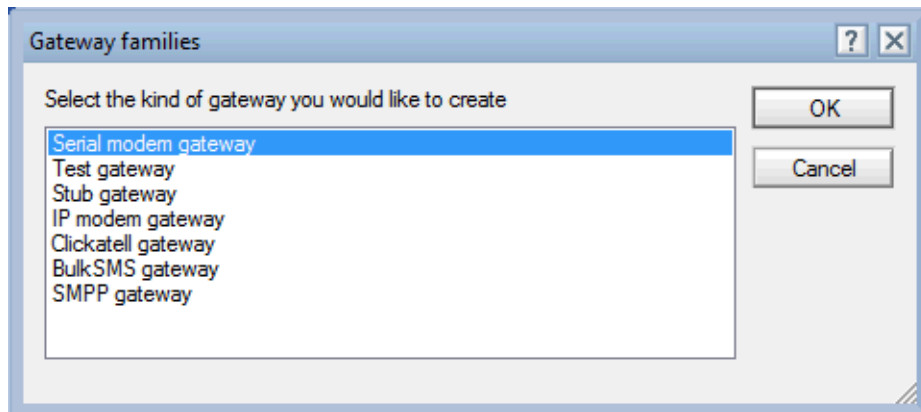 Gateway families
Select the kind of gateway you would like to create
OK
Serial modem gateway
Test gateway
Cancel
Stub gateway
IP modem gateway
Clickatell gateway
BulkSMS gateway
SMPP gateway